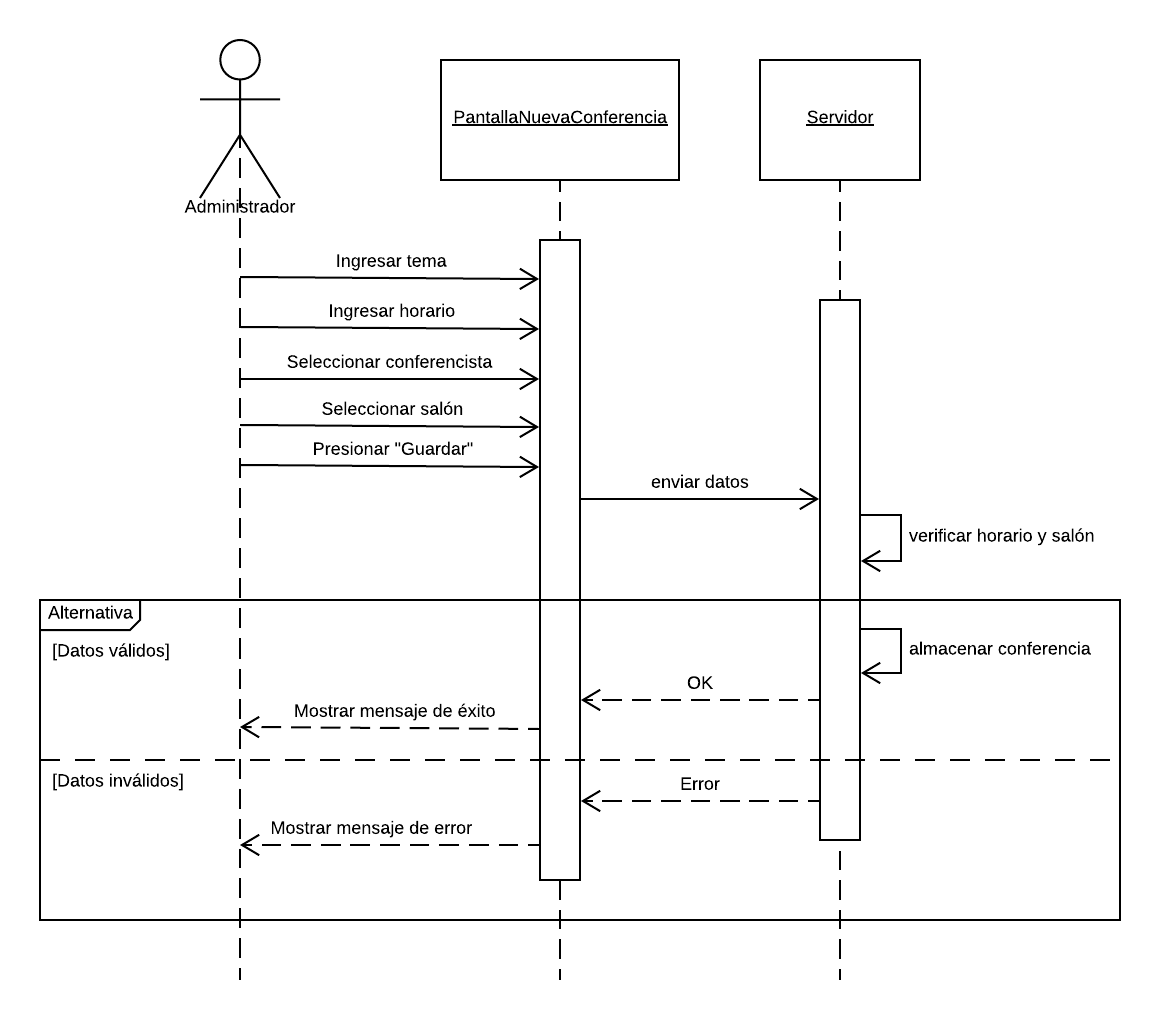 PantallaNuevaConferencia
Servidor
Administrador
Ingresar tema
Ingresar horario
Seleccionar conferencista
Seleccionar salón
Presionar "Guardar"
enviar datos
verificar horario y salón
Alternativa
[Datos válidos]
almacenar conferencia
OK
Mostrar mensaje de éxito
[Datos inválidos]
Error
Mostrar mensaje de error